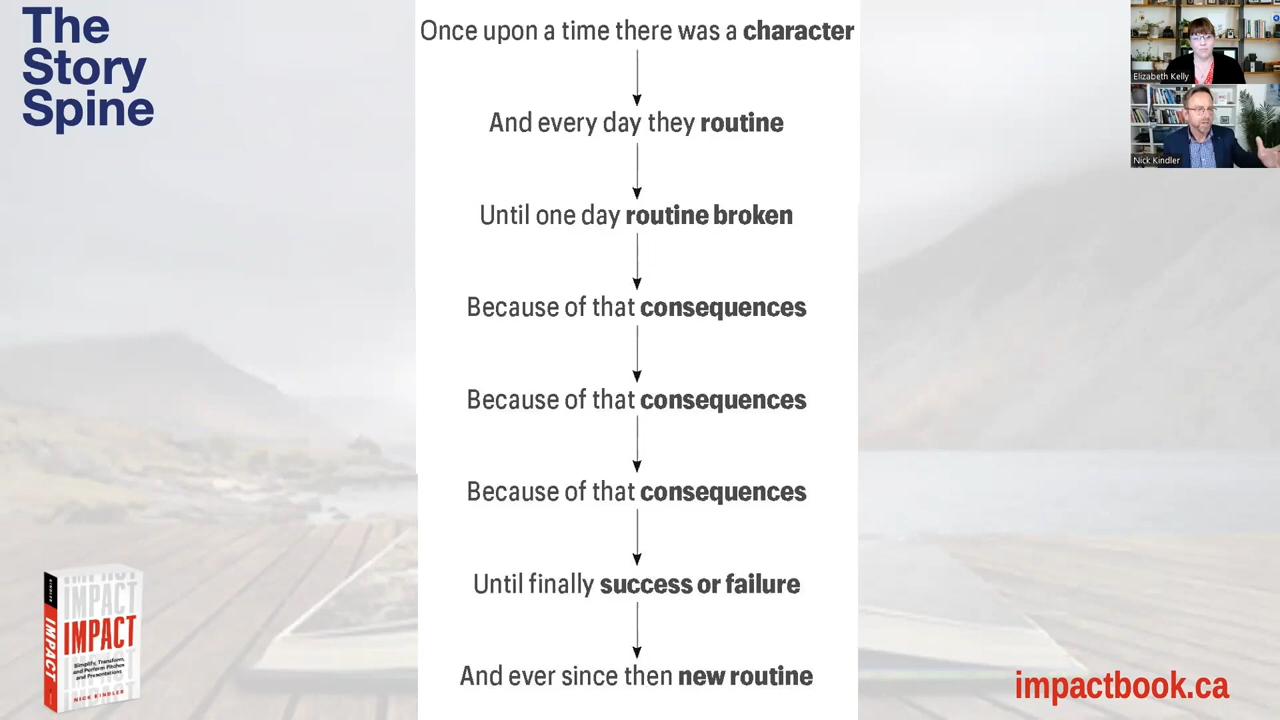 The
Story
Spine
Once upon a time there was a character
And every day they routine
Until one day routine broken
Because of that consequences
Because of that consequences
Because of that consequences
Until finally success or failure
And ever since then new routine
Elizabeth Kelly
Nick Kindler
IMPACT
IMPACT
Simplify, Transform,
and Perform Pitches
and Presentations
NICK KINDLER
KINDLER
IMPACT
impactbook.ca